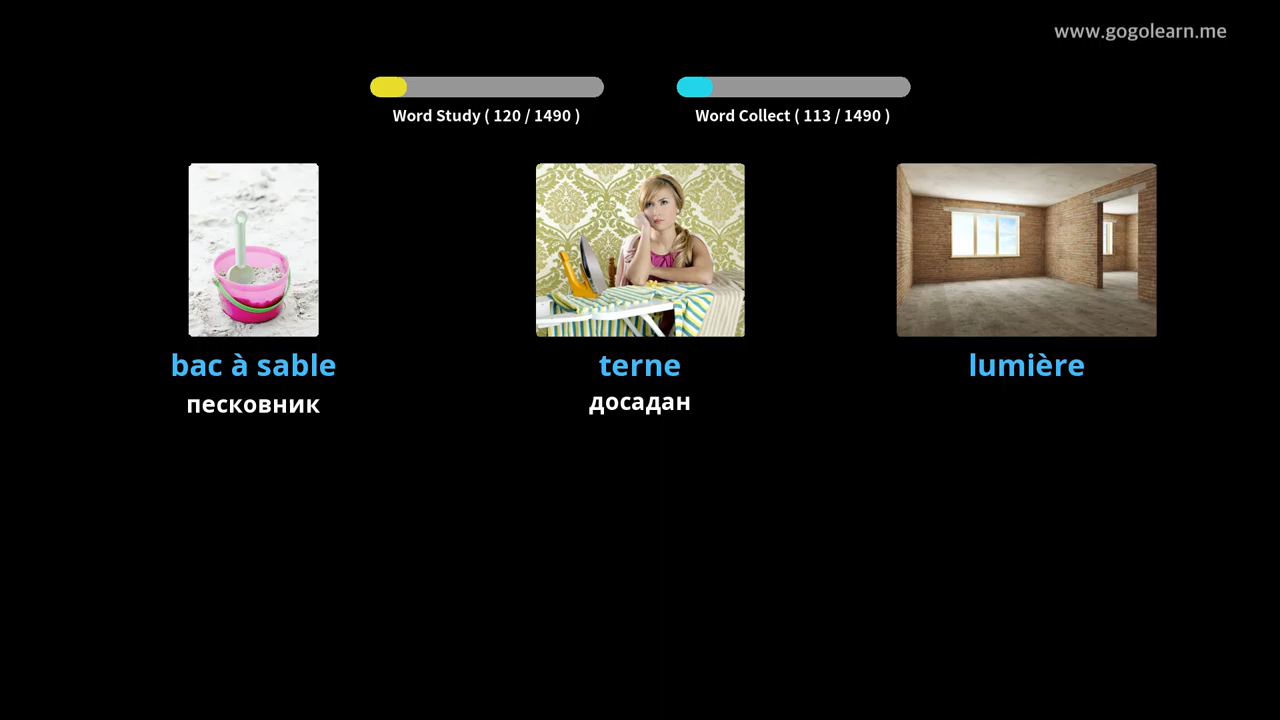 www.gogolearn.me
Word Study ( 120 / 1490 )
Word Collect ( 113 / 1490 )
bac à sable
песковник
terne
досадан
lumière